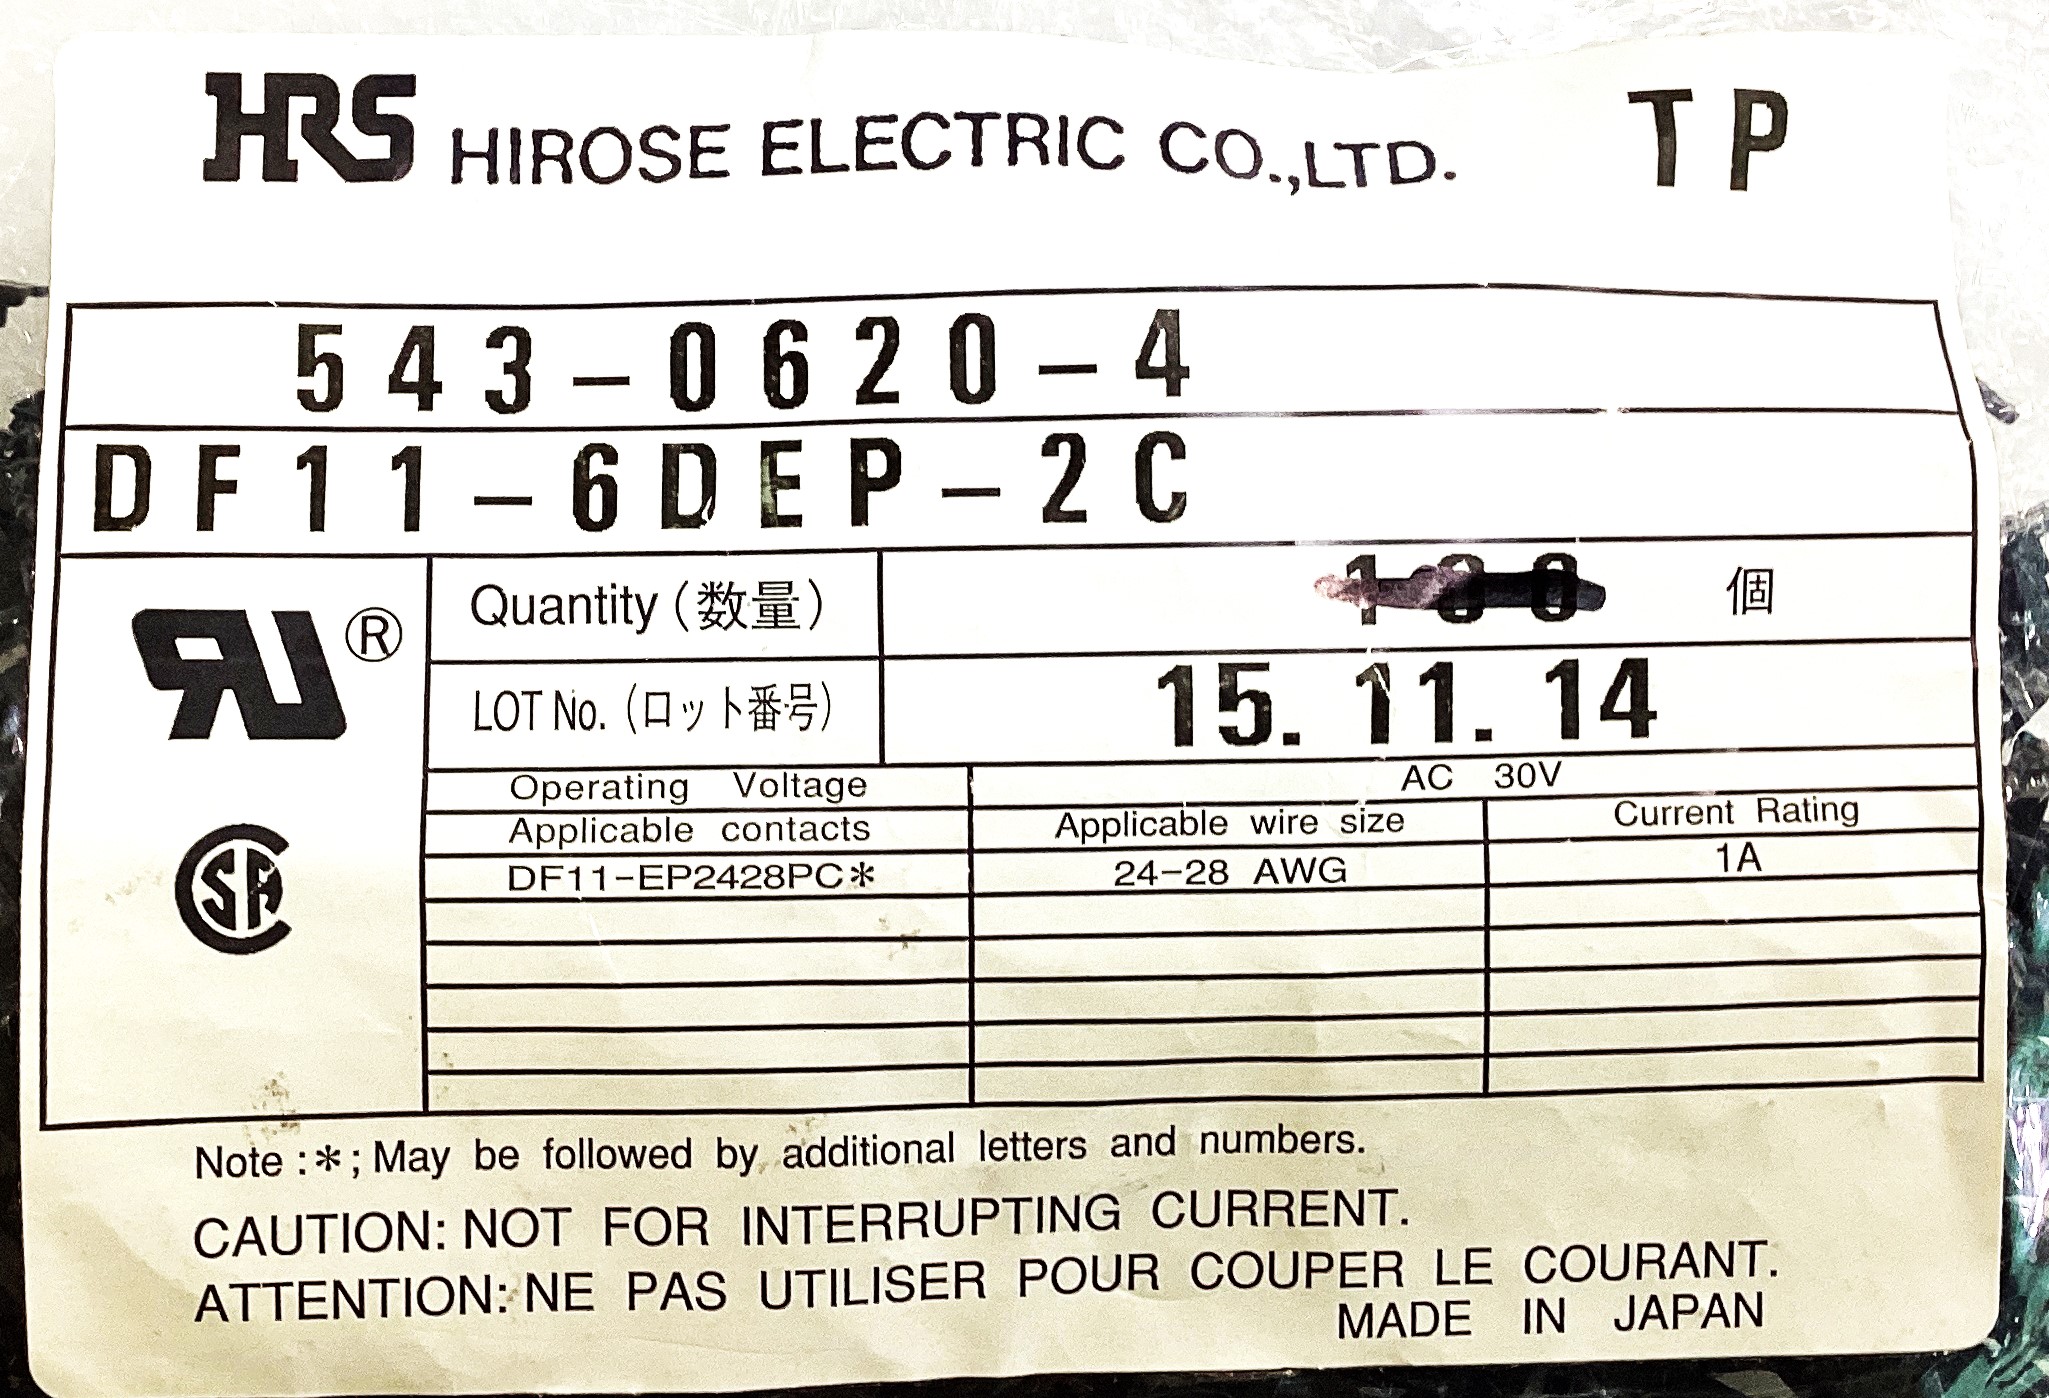 HRS HIROSE ELECTRIC CO.,LTD. TP
543-0620-4
DF11-6DEP-2C
Quantity (数量) 個
LOT No. (ロット番号) 15.11.14
RU®
CSA
Operating Voltage AC 30V
Applicable contacts Applicable wire size Current Rating
DF11-EP2428PC* 24-28 AWG 1A
Note :*; May be followed by additional letters and numbers.
CAUTION: NOT FOR INTERRUPTING CURRENT.
ATTENTION: NE PAS UTILISER POUR COUPER LE COURANT.
MADE IN JAPAN